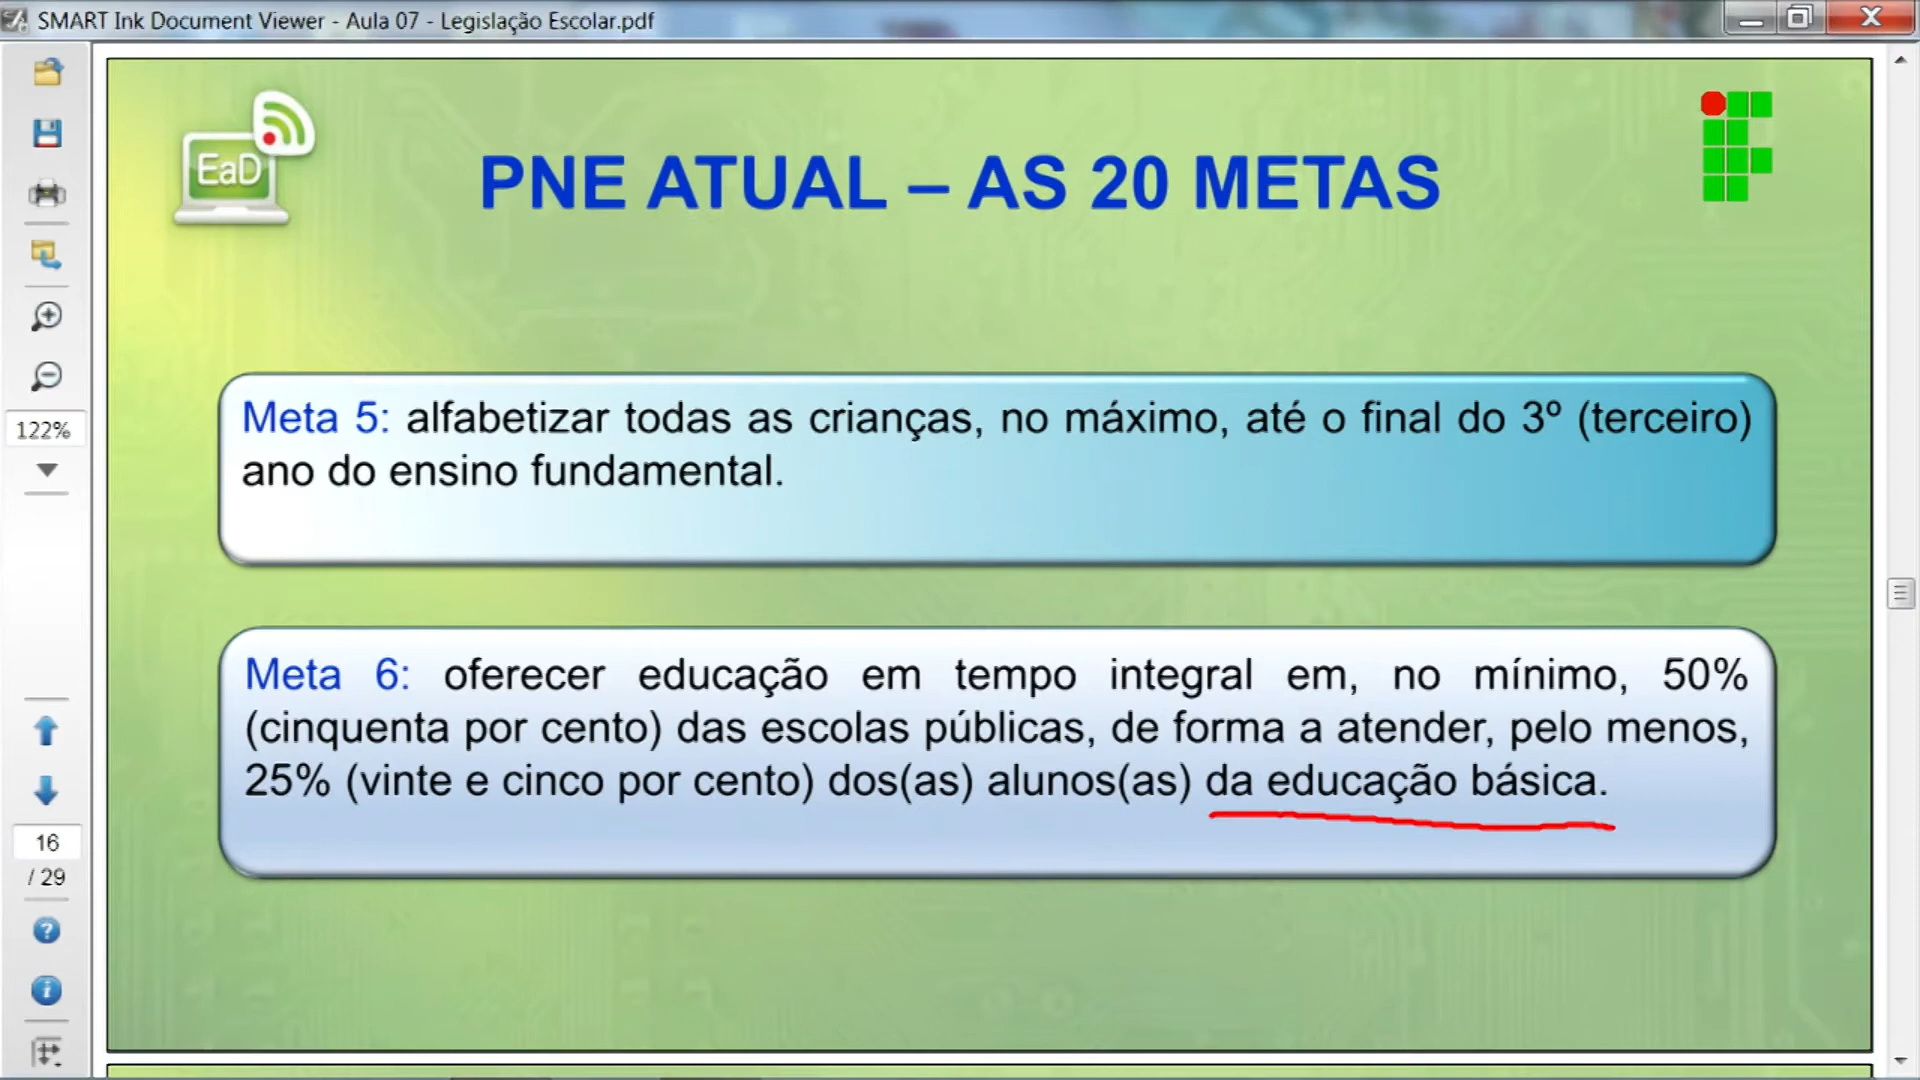 SMART Ink Document Viewer - Aula 07 - Legislação Escolar.pdf
EaD
PNE ATUAL – AS 20 METAS
Meta 5: alfabetizar todas as crianças, no máximo, até o final do 3º (terceiro)
ano do ensino fundamental.
Meta 6: oferecer educação em tempo integral em, no mínimo, 50%
(cinquenta por cento) das escolas públicas, de forma a atender, pelo menos,
25% (vinte e cinco por cento) dos(as) alunos(as) da educação básica.
122%
16
/ 29